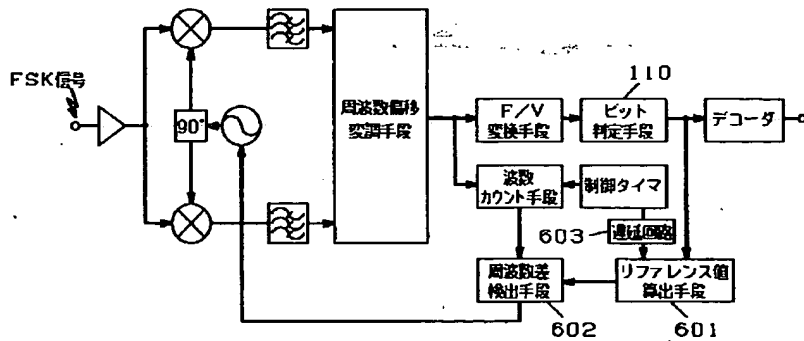 FSK信号
90°
周波数偏移
変調手段
F/V
変換手段
110
ビット
判定手段
デコーダ
波数
カウント手段
制御タイマ
603
遅延回路
周波数差
検出手段
602
リファレンス値
算出手段
601